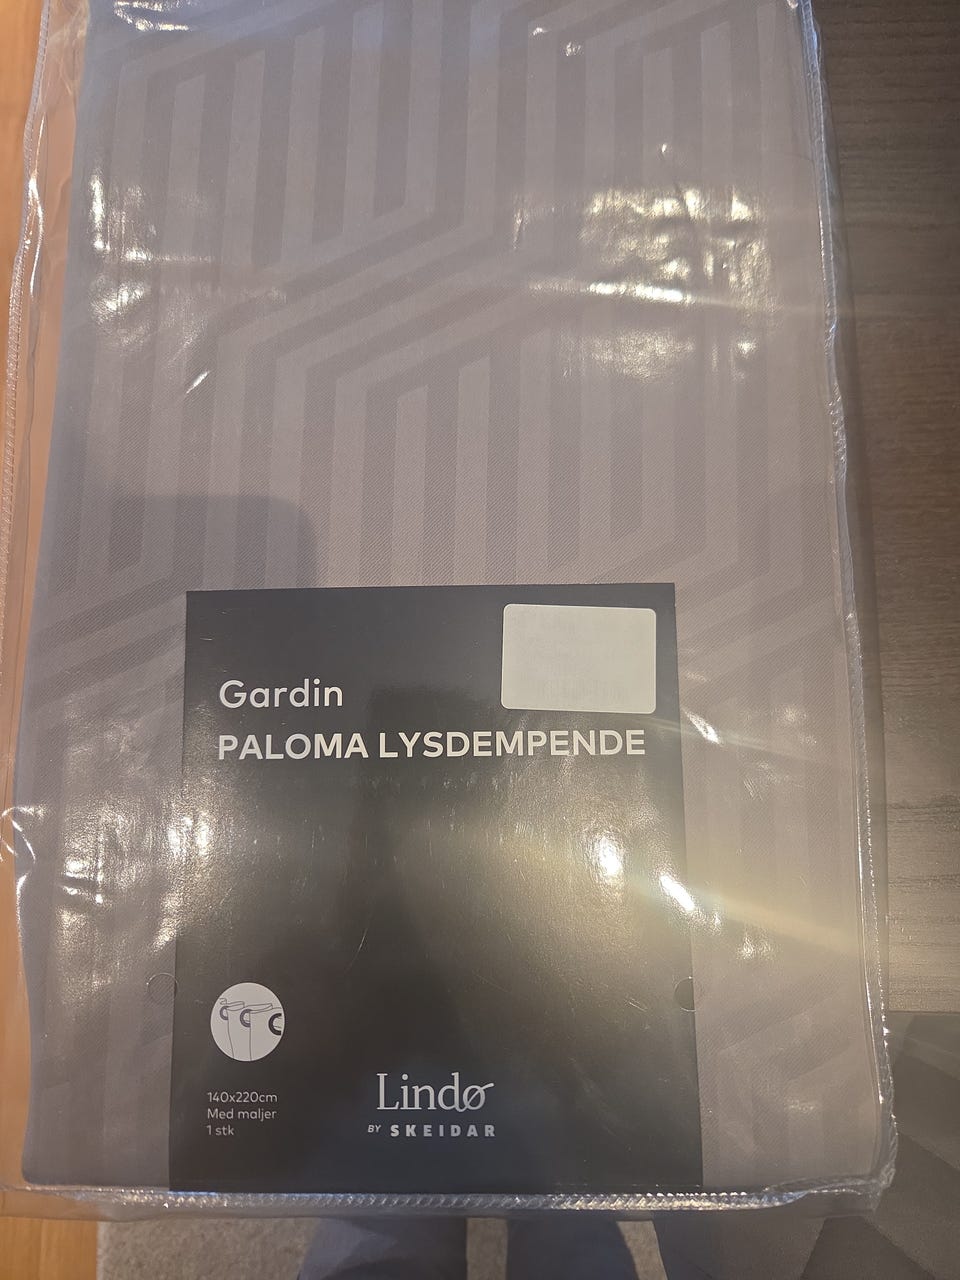 Gardin
PALOMA LYSDEMPENDE
140x220cm
Med maljer
1 stk
Lindø
BY SKEIDAR